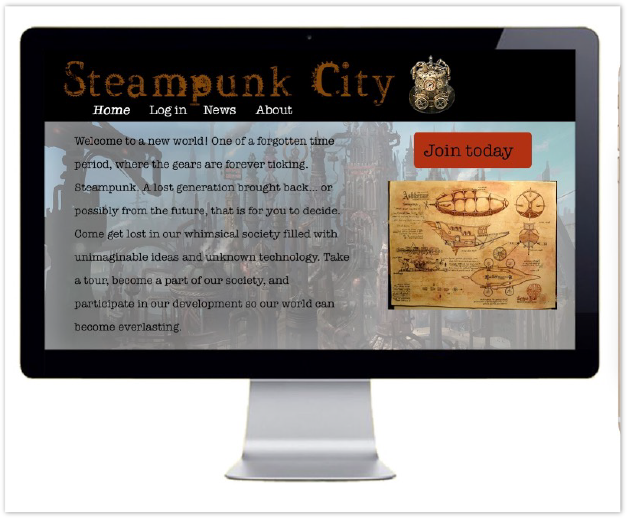 Steampunk City
Home Log in News About
Welcome to a new world! One of a forgotten time
period, where the gears are forever ticking.
Steampunk. A lost generation brought back... or
possibly from the future, that is for you to decide.
Come get lost in our whimsical society filled with
unimaginable ideas and unknown technology. Take
a tour, become a part of our society, and
participate in our development so our world can
become everlasting.
Join today